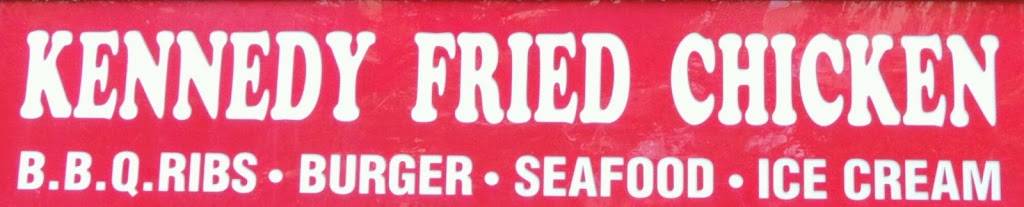 KENNEDY FRIED CHICKEN
B.B.Q.RIBS • BURGER • SEAFOOD • ICE CREAM